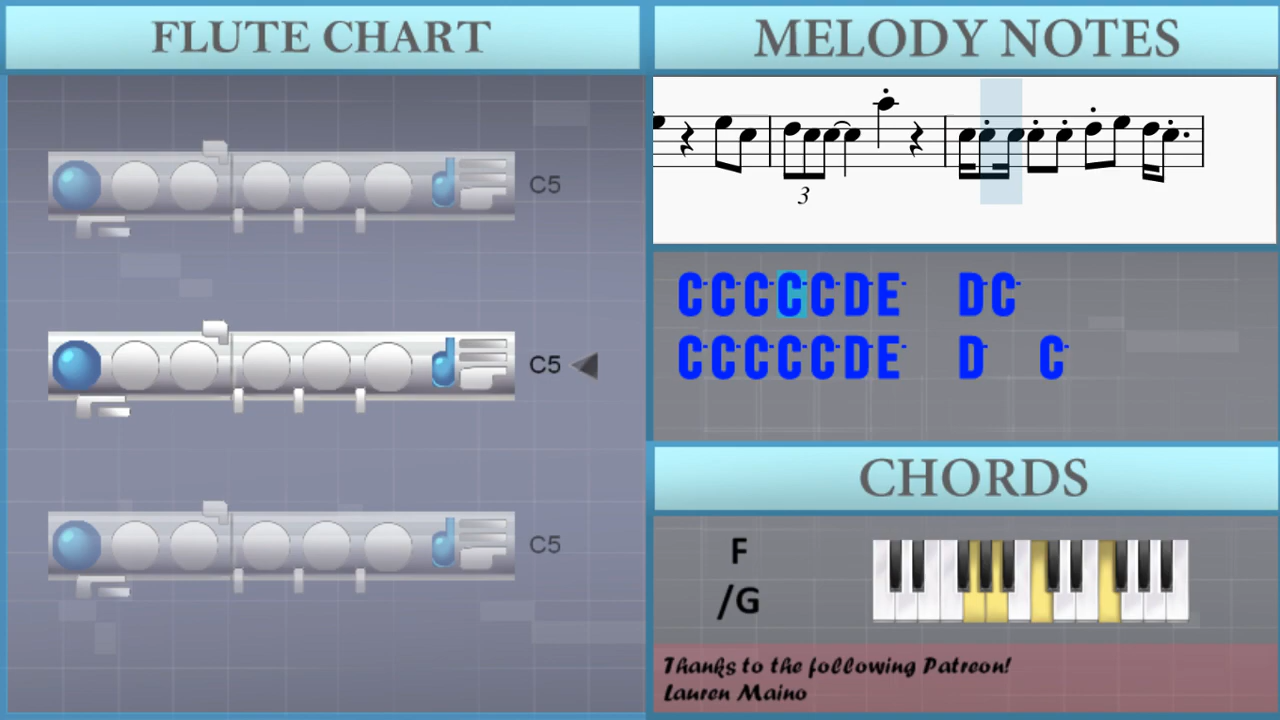 FLUTE CHART
C5
C5
C5
MELODY NOTES
3
CCCCCDE DC
CCCCCDE D C
CHORDS
F
/G
Thanks to the following Patreon!
Lauren Maino